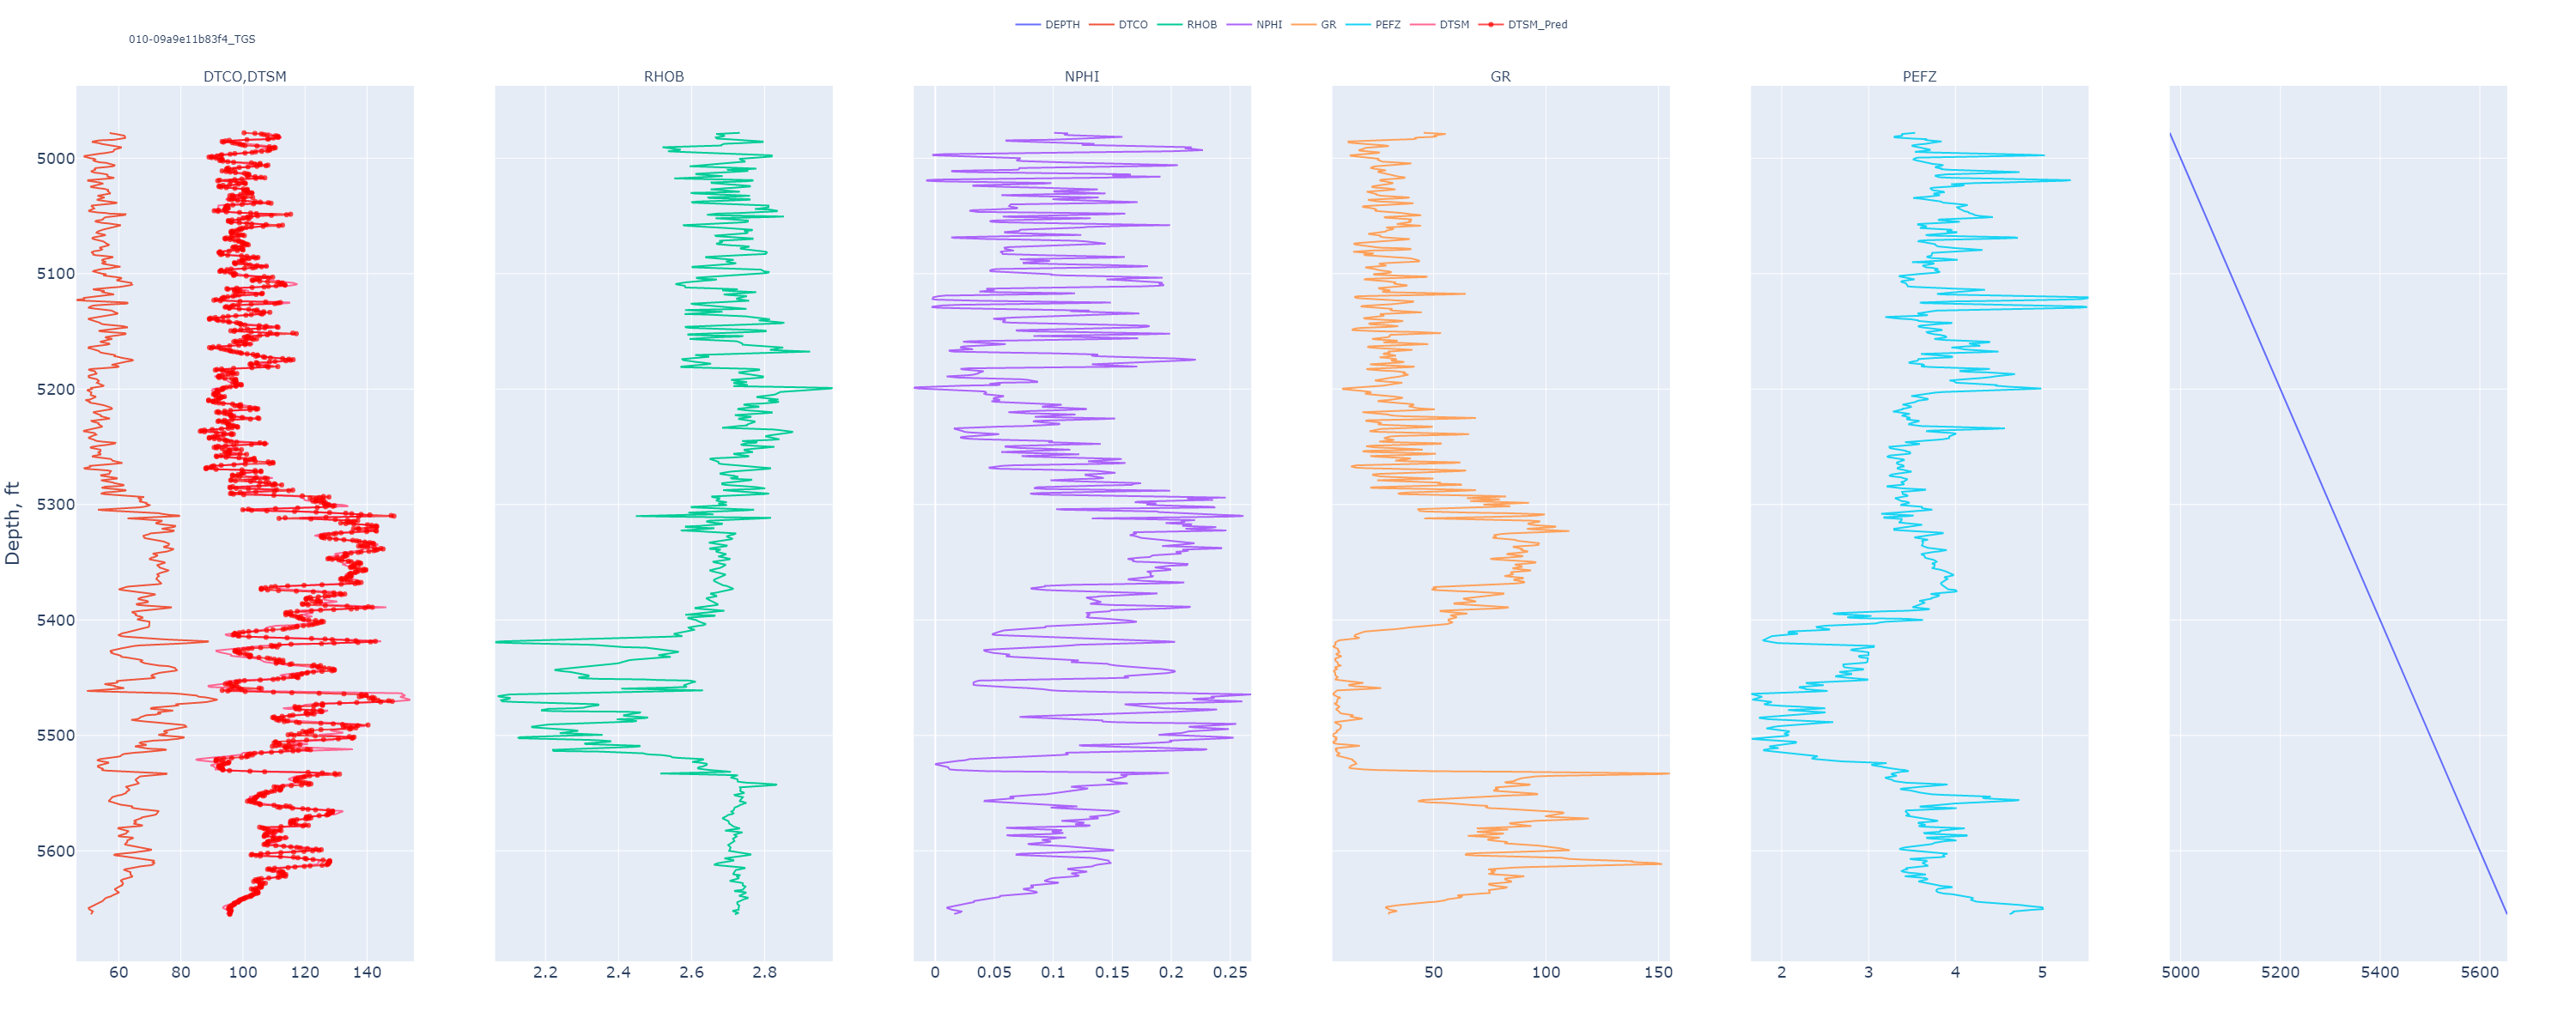 DEPTH DTCO RHOB NPHI GR PEFZ DTSM DTSM_Pred
010-09a9e11b83f4_TGS
DTCO,DTSM RHOB NPHI GR PEFZ
Depth, ft
5000
5100
5200
5300
5400
5500
5600
60 80 100 120 140 2.2 2.4 2.6 2.8 0 0.05 0.1 0.15 0.2 0.25 50 100 150 2 3 4 5 5000 5200 5400 5600